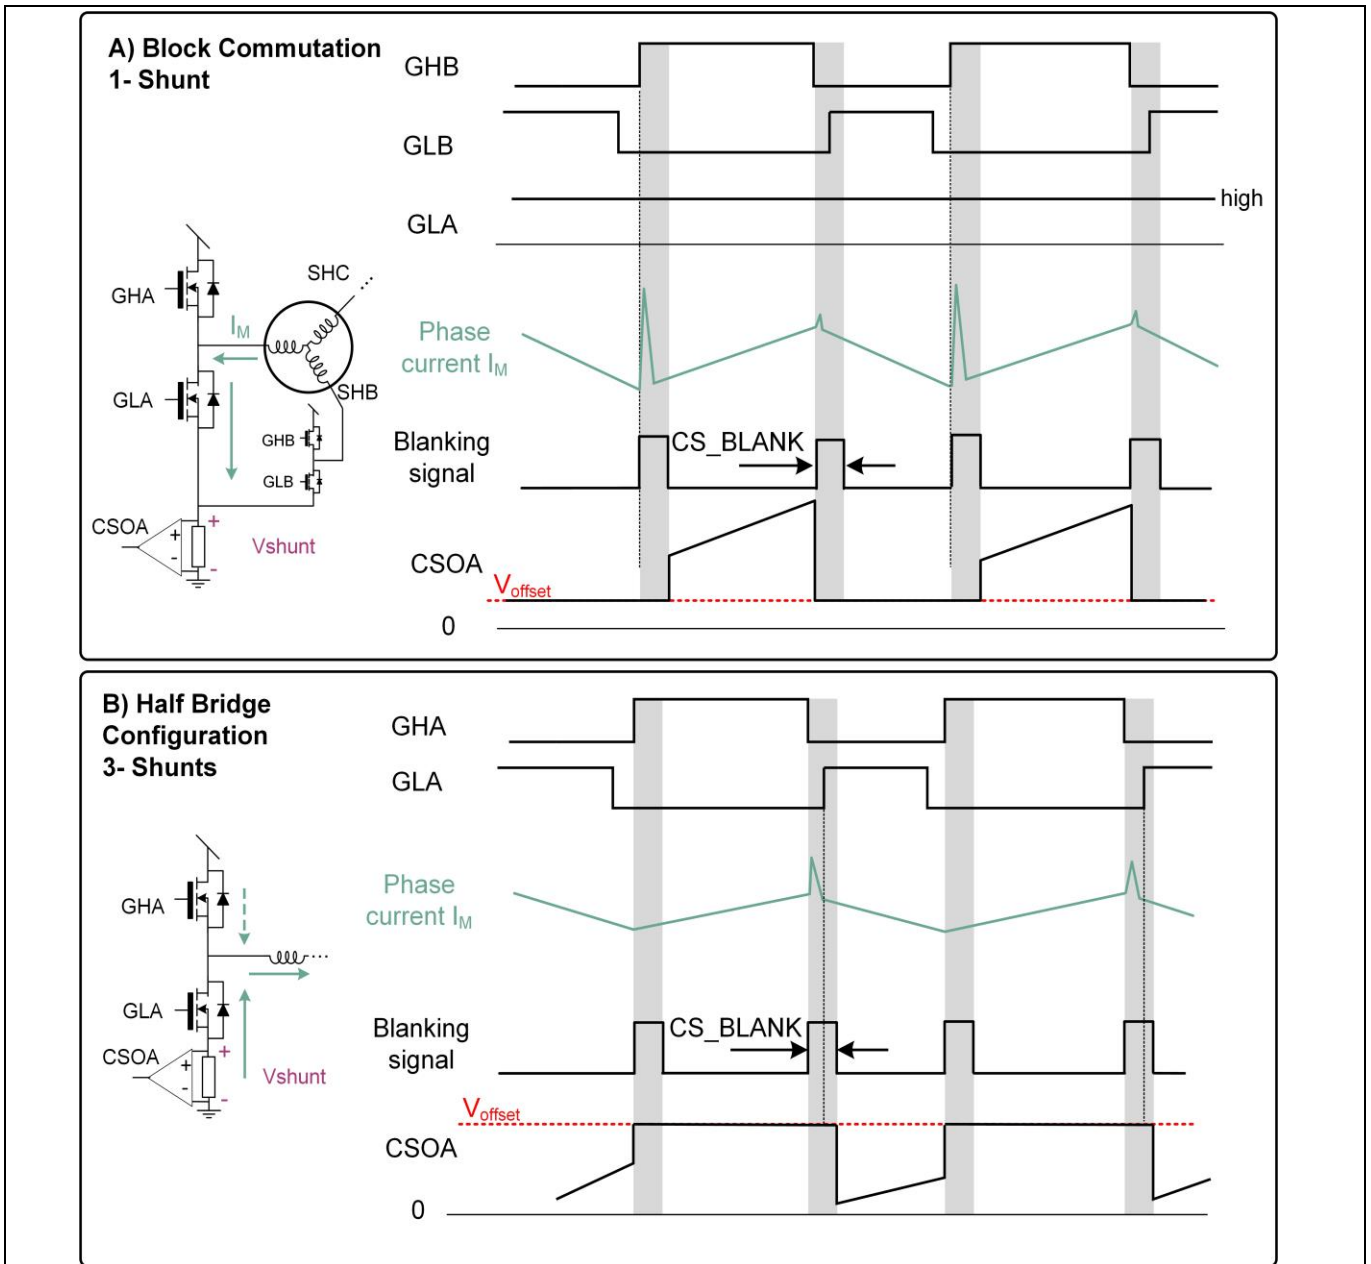 A) Block Commutation
1- Shunt
GHB
GLB
high
GLA
SHC
GHA
IM
Phase
current IM
GLA
SHB
GHB
GLB
Blanking
signal
CS_BLANK
CSOA
+
+
-
-
Vshunt
CSOA
Voffset
0
B) Half Bridge
Configuration
3- Shunts
GHA
GLA
GHA
Phase
current IM
GLA
Blanking
signal
CS_BLANK
CSOA
+
+
-
-
Vshunt
Voffset
CSOA
0